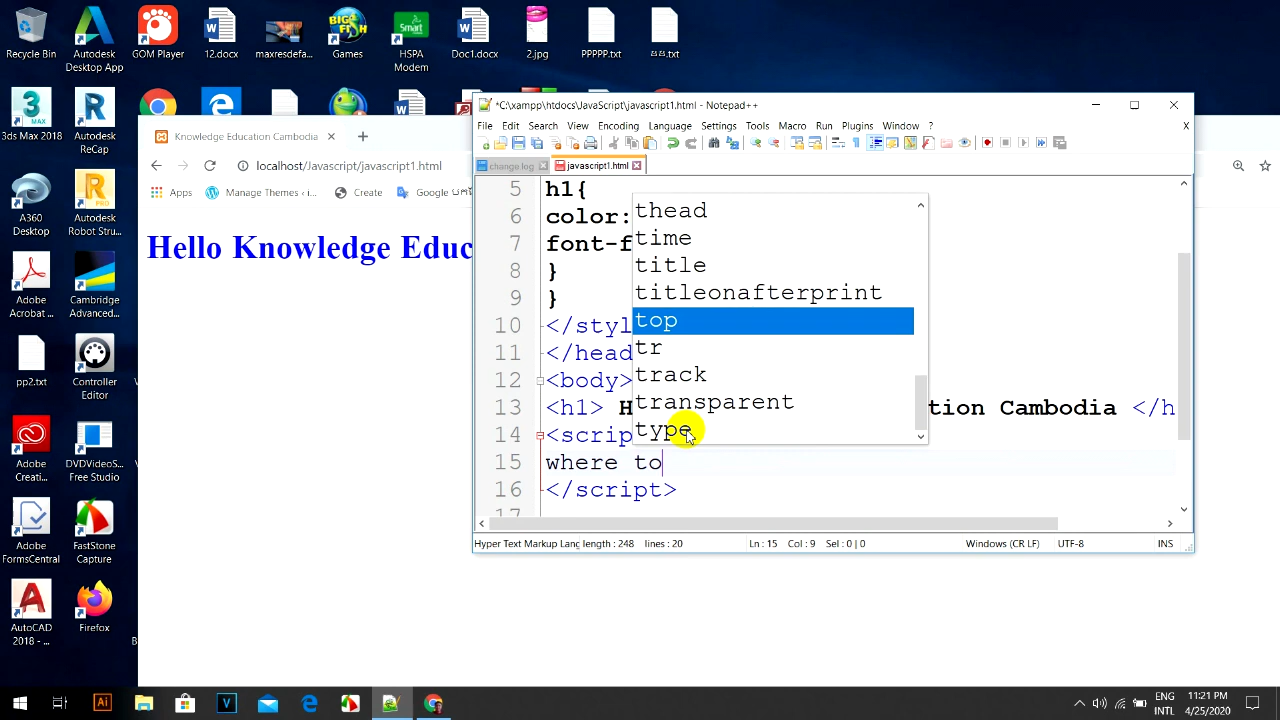 Recycle Bin
Autodesk Desktop App
GOM Player
12.docx
maxresdefa...
Games
HSPA Modem
Doc1.docx
2.jpg
PPPPP.txt
BIG FISH
Smart
3ds Max 2018
Autodesk ReCap
A360 Desktop
Autodesk Robot Stru...
Adobe Acrobat ...
Cambridge Advanced...
pp2.txt
Controller Editor
Adobe Creati...
DVDVideoS... Free Studio
Adobe FormsCentral
FastStone Capture
AutoCAD 2018 - ...
Firefox
Knowledge Education Cambodia
localhost/Javascript/javascript1.html
Apps
Manage Themes ‹ i...
Create
Google
Hello Knowledge Educ
*C:\xampp\htdocs\JavaScript\javascript1.html - Notepad++
File Edit Search View Encoding Language Settings Tools Macro Run Plugins Window ?
X
change.log
javascript1.html
5 h1{
6 color:
7 font-f
8 }
9 }
10 </styl
11 </head
12 <body>
13 <h1> H
tion Cambodia </h
14 <scrip
15 where to
16 </script>
17
thead
time
title
titleonafterprint
top
tr
track
transparent
type
Hyper Text Markup Lang length : 248 lines : 20
Ln : 15 Col : 9 Sel : 0 | 0
Windows (CR LF)
UTF-8
INS
ENG
INTL
11:21 PM
4/25/2020